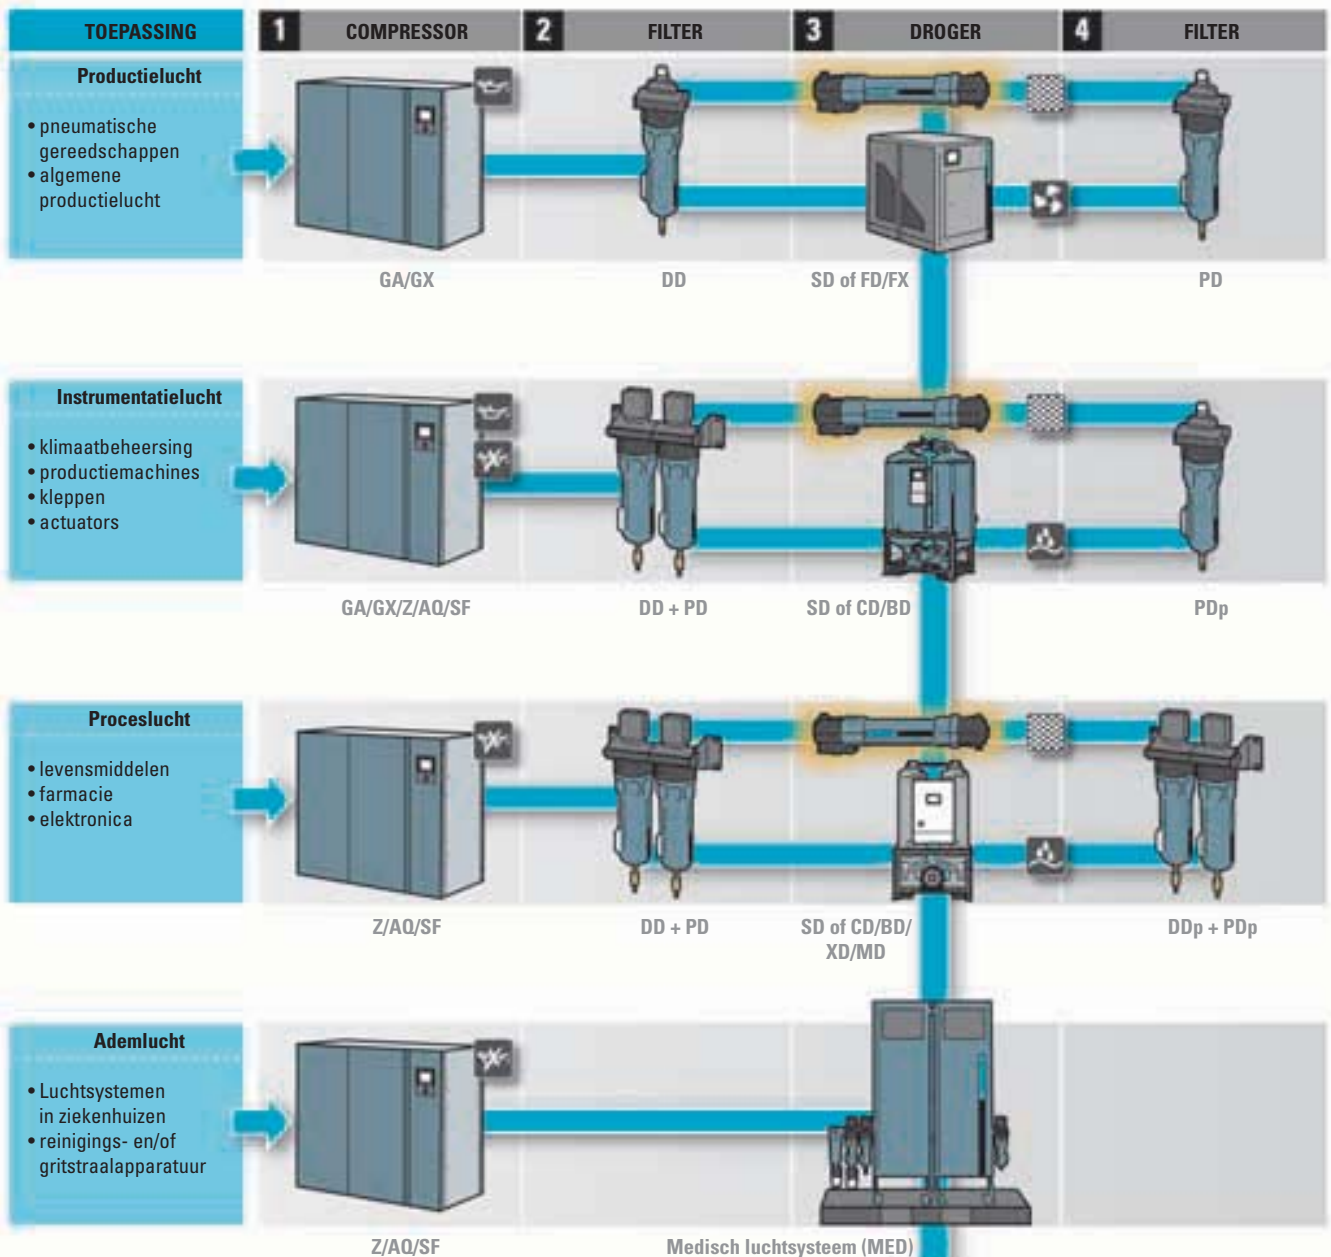 TOEPASSING
1 COMPRESSOR
2 FILTER
3 DROGER
4 FILTER
Productielucht
• pneumatische
gereedschappen
• algemene
productielucht
GA/GX
DD
SD of FD/FX
PD
Instrumentatielucht
• klimaatbeheersing
• productiemachines
• kleppen
• actuators
GA/GX/Z/AQ/SF
DD + PD
SD of CD/BD
PDp
Proceslucht
• levensmiddelen
• farmacie
• elektronica
Z/AQ/SF
DD + PD
SD of CD/BD/
XD/MD
DDp + PDp
Ademlucht
• Luchtsystemen
in ziekenhuizen
• reinigings- en/of
gritstraalapparatuur
Z/AQ/SF
Medisch luchtsysteem (MED)